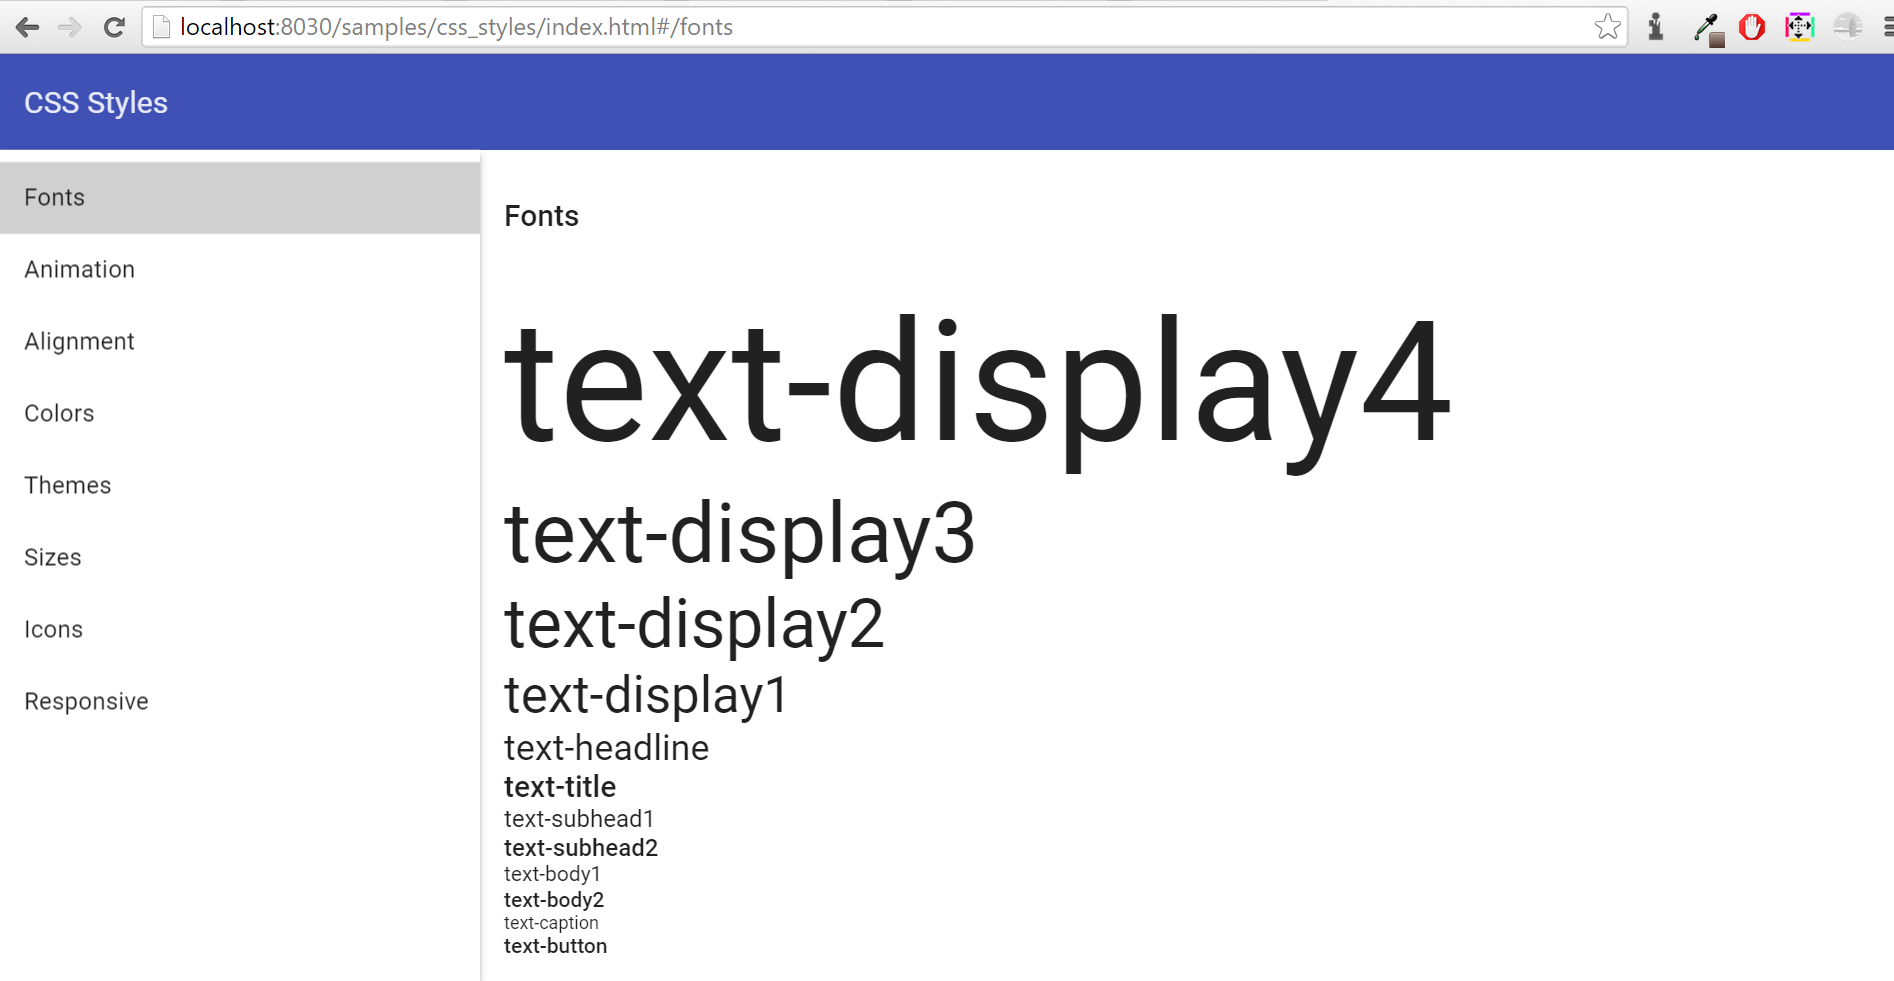 localhost:8030/samples/css_styles/index.html#/fonts
CSS Styles
Fonts
Animation
Alignment
Colors
Themes
Sizes
Icons
Responsive
Fonts
text-display4
text-display3
text-display2
text-display1
text-headline
text-title
text-subhead1
text-subhead2
text-body1
text-body2
text-caption
text-button